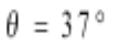 θ = 37°